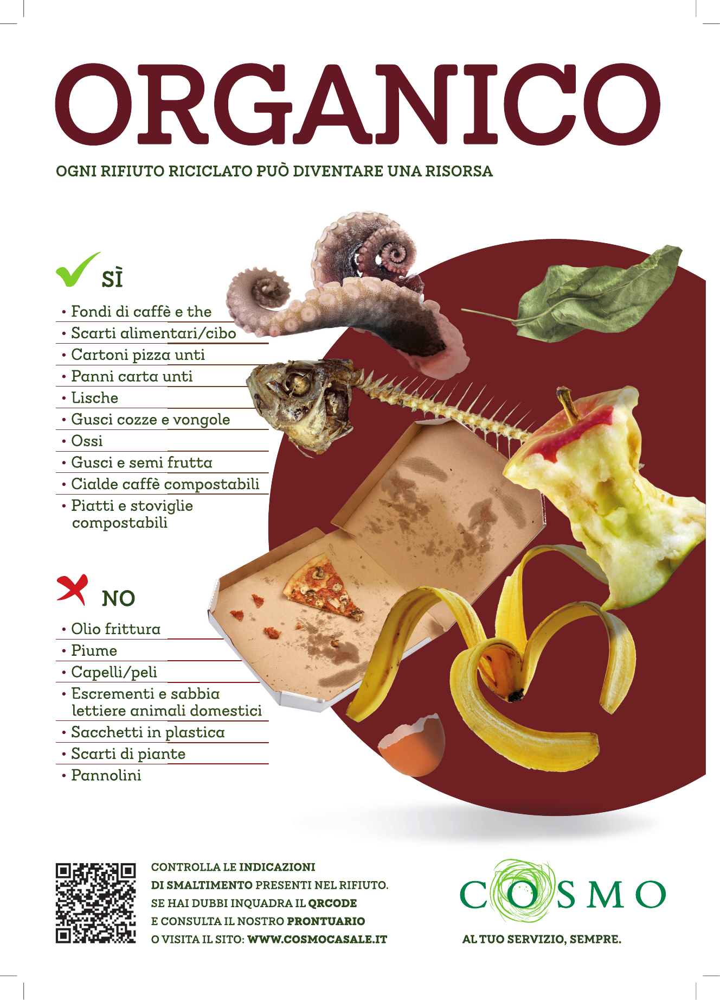 ORGANICO
OGNI RIFIUTO RICICLATO PUÒ DIVENTARE UNA RISORSA
SÌ
• Fondi di caffè e the
• Scarti alimentari/cibo
• Cartoni pizza unti
• Panni carta unti
• Lische
• Gusci cozze e vongole
• Ossi
• Gusci e semi frutta
• Cialde caffè compostabili
• Piatti e stoviglie
compostabili
NO
• Olio frittura
• Piume
• Capelli/peli
• Escrementi e sabbia
lettiere animali domestici
• Sacchetti in plastica
• Scarti di piante
• Pannolini
CONTROLLA LE INDICAZIONI
DI SMALTIMENTO PRESENTI NEL RIFIUTO.
SE HAI DUBBI INQUADRA IL QRCODE
E CONSULTA IL NOSTRO PRONTUARIO
O VISITA IL SITO: WWW.COSMOCASALE.IT
COSMO
AL TUO SERVIZIO, SEMPRE.